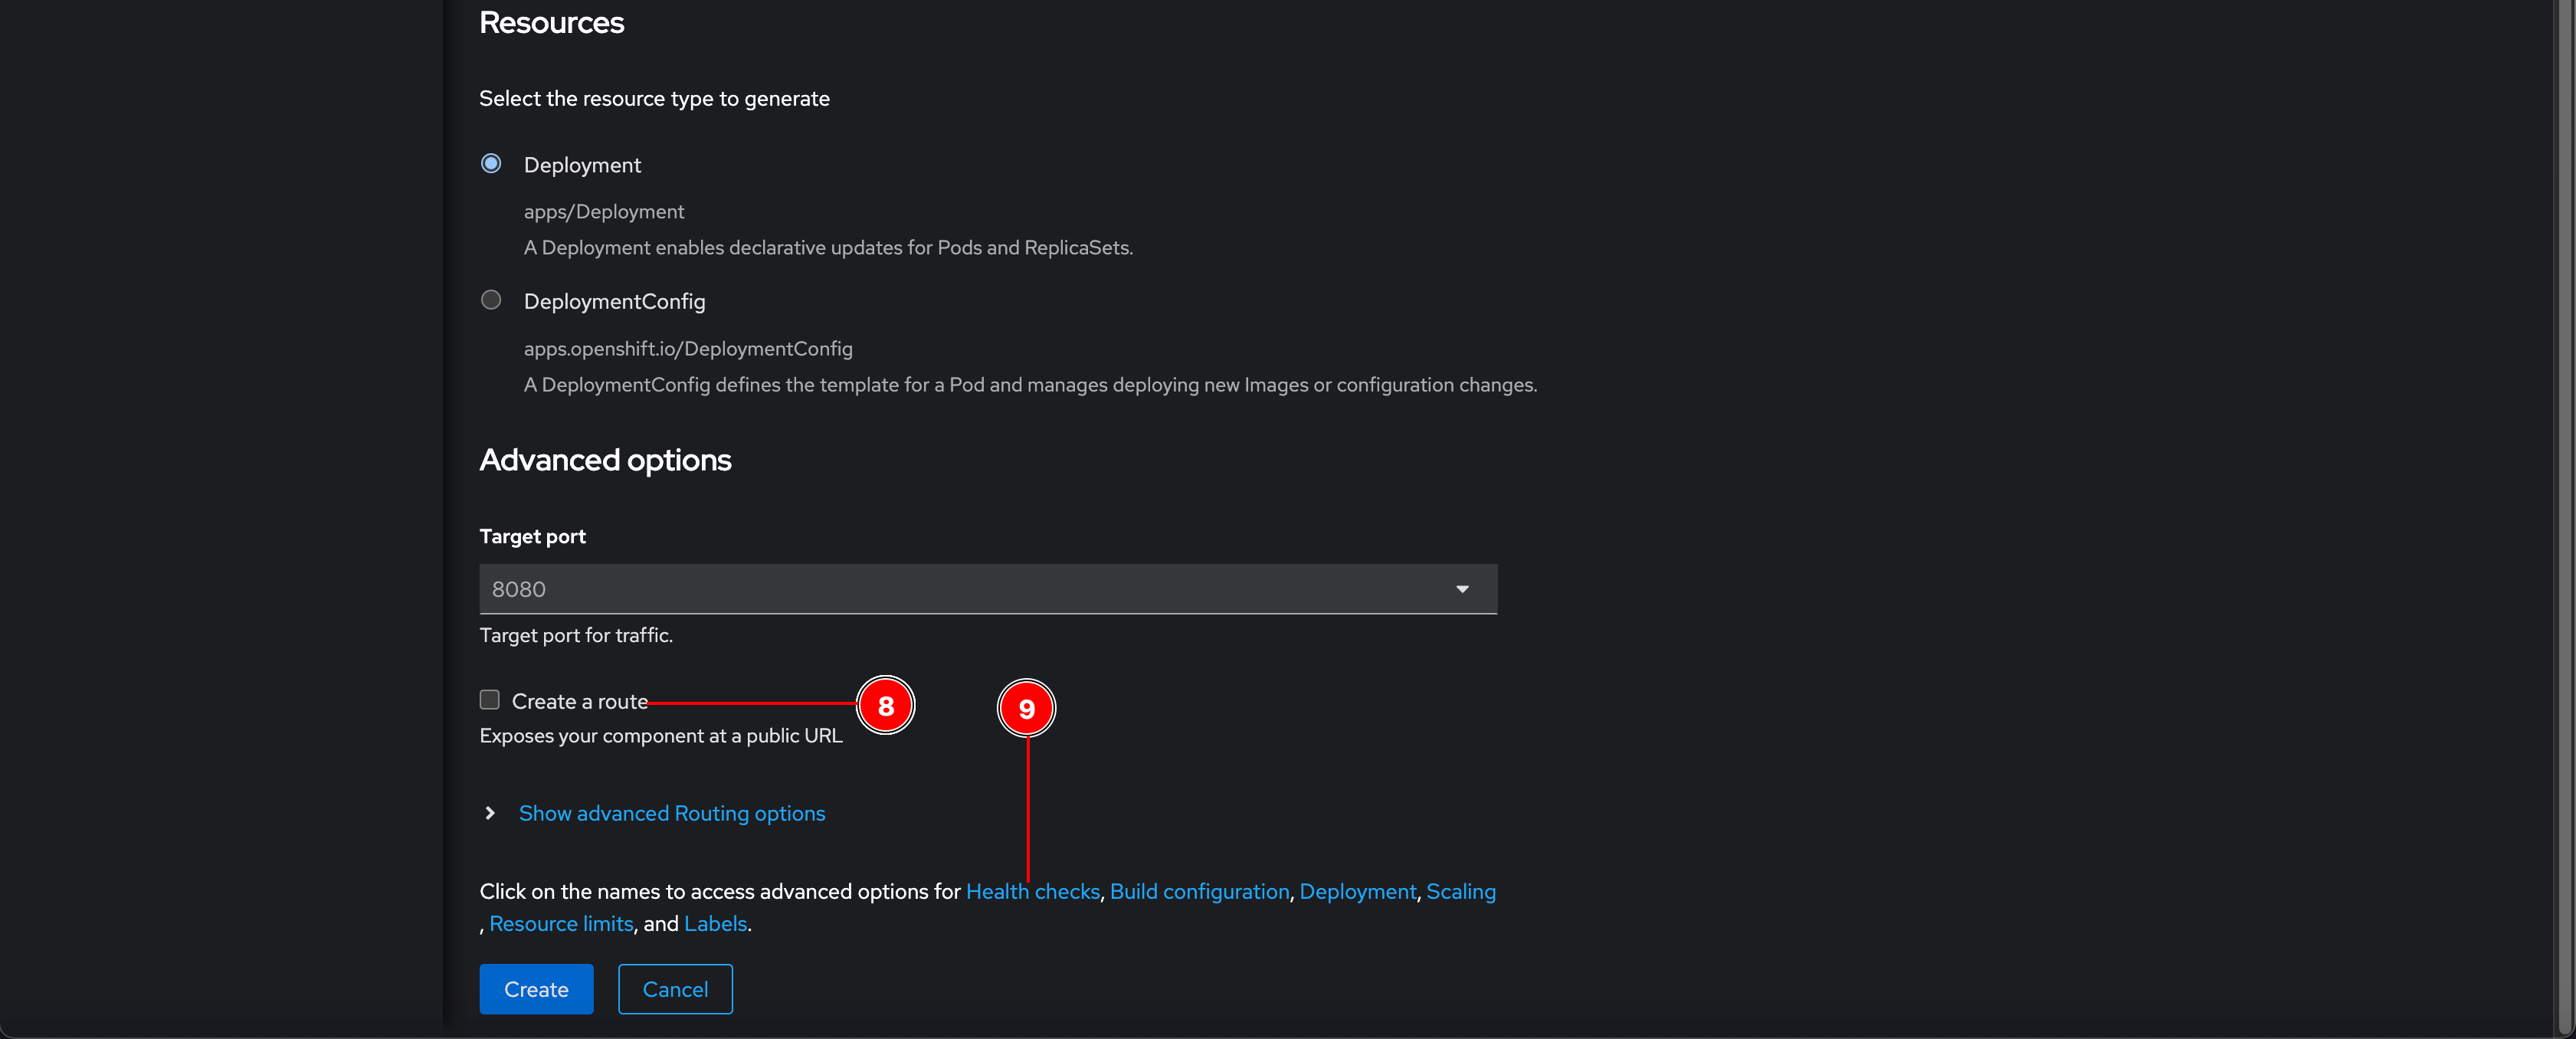 Resources
Select the resource type to generate
Deployment
apps/Deployment
A Deployment enables declarative updates for Pods and ReplicaSets.
DeploymentConfig
apps.openshift.io/DeploymentConfig
A DeploymentConfig defines the template for a Pod and manages deploying new Images or configuration changes.
Advanced options
Target port
8080
Target port for traffic.
Create a route
8
9
Exposes your component at a public URL
Show advanced Routing options
Click on the names to access advanced options for Health checks, Build configuration, Deployment, Scaling
, Resource limits, and Labels.
Create
Cancel